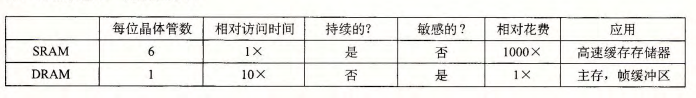 每位晶体管数 相对访问时间 持续的? 敏感的? 相对花费 应用
SRAM 6 1× 是 否 1000× 高速缓存存储器
DRAM 1 10× 否 是 1× 主存，帧缓冲区